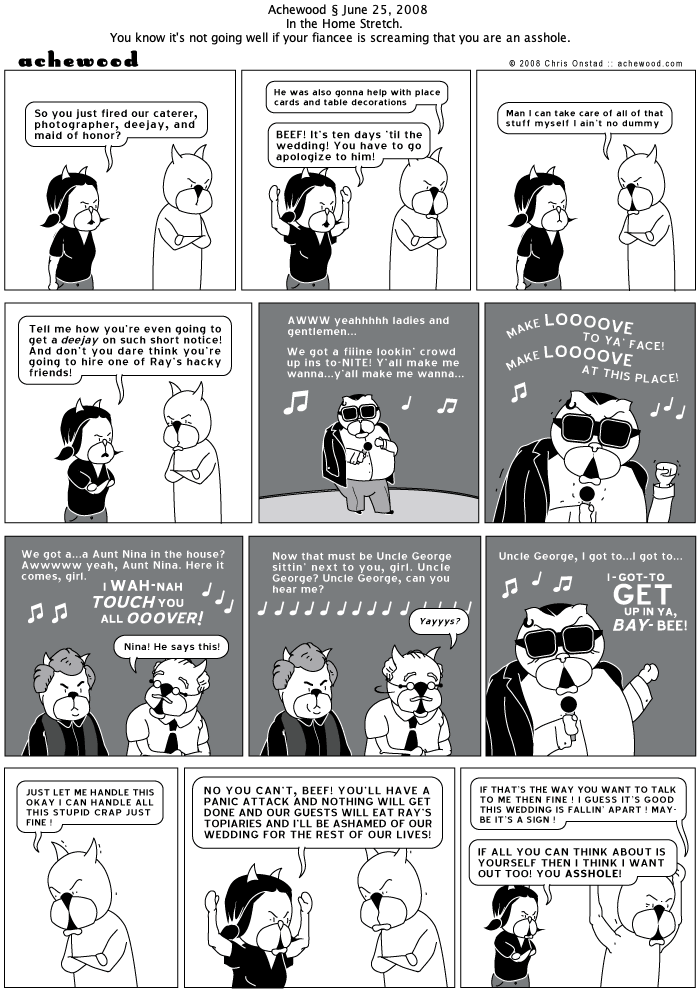 Achewood § June 25, 2008
In the Home Stretch.
You know it's not going well if your fiancee is screaming that you are an asshole.
achewood
© 2008 Chris Onstad :: achewood.com
So you just fired our caterer,
photographer, deejay, and
maid of honor?
He was also gonna help with place
cards and table decorations
BEEF! It's ten days 'til the
wedding! You have to go
apologize to him!
Man I can take care of all of that
stuff myself I ain't no dummy
Tell me how you're even going to
get a deejay on such short notice!
And don't you dare think you're
going to hire one of Ray's hacky
friends!
AWWW yeahhhhh ladies and
gentlemen...
We got a fiiine lookin' crowd
up ins to-NITE! Y'all make me
wanna...y'all make me wanna...
MAKE LOOOOVE
TO YA' FACE!
MAKE LOOOOVE
AT THIS PLACE!
We got a...a Aunt Nina in the house?
Awwwww yeah, Aunt Nina. Here it
comes, girl.
I WAH-NAH
TOUCH YOU
ALL OOOVER!
Nina! He says this!
Now that must be Uncle George
sittin' next to you, girl. Uncle
George? Uncle George, can you
hear me?
Yayyys?
Uncle George, I got to...I got to...
I-GOT-TO
GET
UP IN YA,
BAY-BEE!
JUST LET ME HANDLE THIS
OKAY I CAN HANDLE ALL
THIS STUPID CRAP JUST
FINE !
NO YOU CAN'T, BEEF! YOU'LL HAVE A
PANIC ATTACK AND NOTHING WILL GET
DONE AND OUR GUESTS WILL EAT RAY'S
TOPIARIES AND I'LL BE ASHAMED OF OUR
WEDDING FOR THE REST OF OUR LIVES!
IF THAT'S THE WAY YOU WANT TO TALK
TO ME THEN FINE ! I GUESS IT'S GOOD
THIS WEDDING IS FALLIN' APART ! MAY-
BE IT'S A SIGN !
IF ALL YOU CAN THINK ABOUT IS
YOURSELF THEN I THINK I WANT
OUT TOO! YOU ASSHOLE!